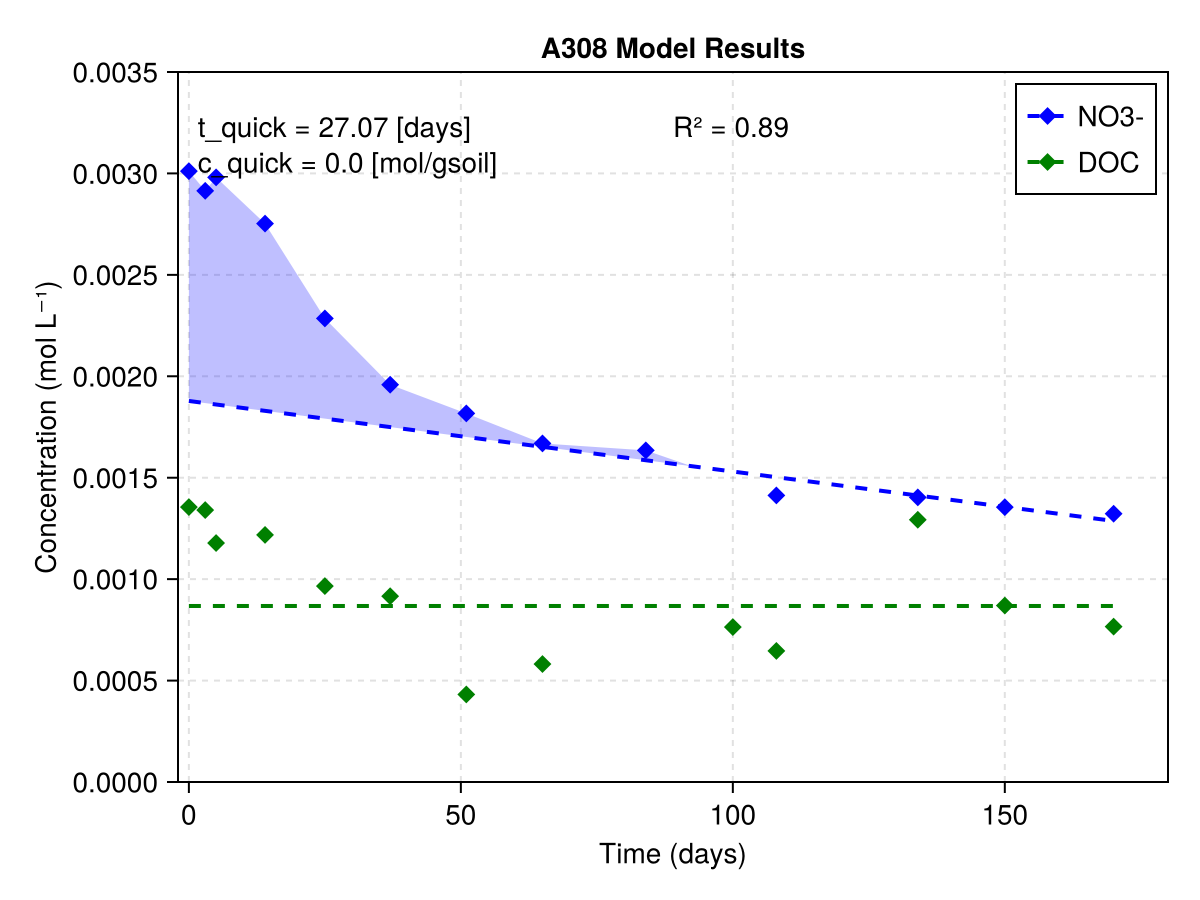 A308 Model Results
t_quick = 27.07 [days]
c_quick = 0.0 [mol/gsoil]
R² = 0.89
NO3-
DOC
Concentration (mol L⁻¹)
0.0035
0.0030
0.0025
0.0020
0.0015
0.0010
0.0005
0.0000
0
50
100
150
Time (days)